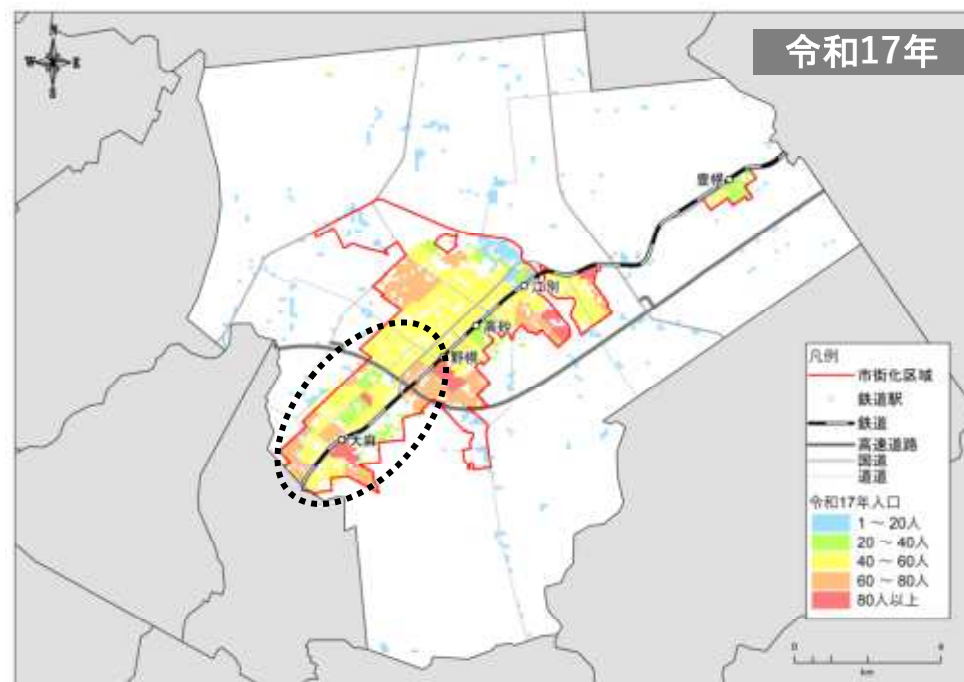 令和17年
N
W E
S
豊幌
江別
高砂
野幌
大麻
凡例
市街化区域
鉄道駅
鉄道
高速道路
国道
道道
令和17年人口
1 ～ 20人
20 ～ 40人
40 ～ 60人
60 ～ 80人
80人以上
0
km